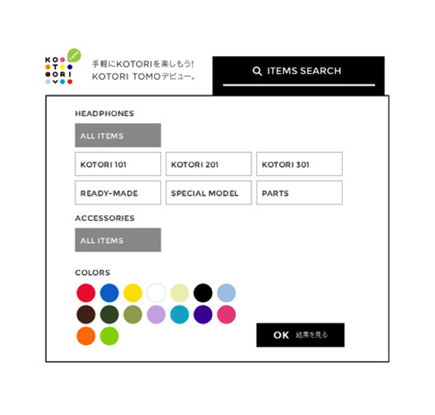 KO
TO
ORI
手軽にKOTORIを楽しもう!
KOTORI TOMOデビュー。
ITEMS SEARCH
HEADPHONES
ALL ITEMS
KOTORI 101
KOTORI 201
KOTORI 301
READY-MADE
SPECIAL MODEL
PARTS
ACCESSORIES
ALL ITEMS
COLORS
OK 結果を見る